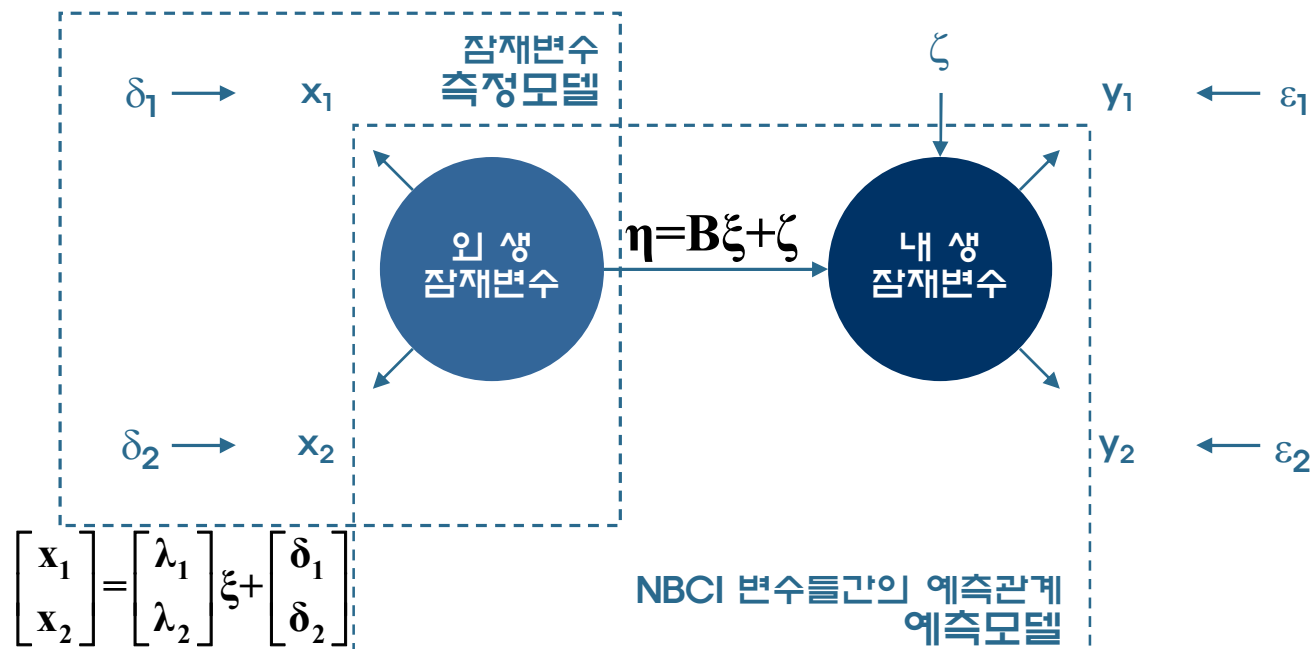 잠재변수
측정모델
δ₁ x₁
ζ
y₁ ε₁
인 생
잠재변수
η=Βξ+ζ
내 생
잠재변수
δ₂ x₂
y₂ ε₂
[x₁ x₂] = [λ₁ λ₂] ξ + [δ₁ δ₂]
NBCI 변수들간의 예측관계
예측모델